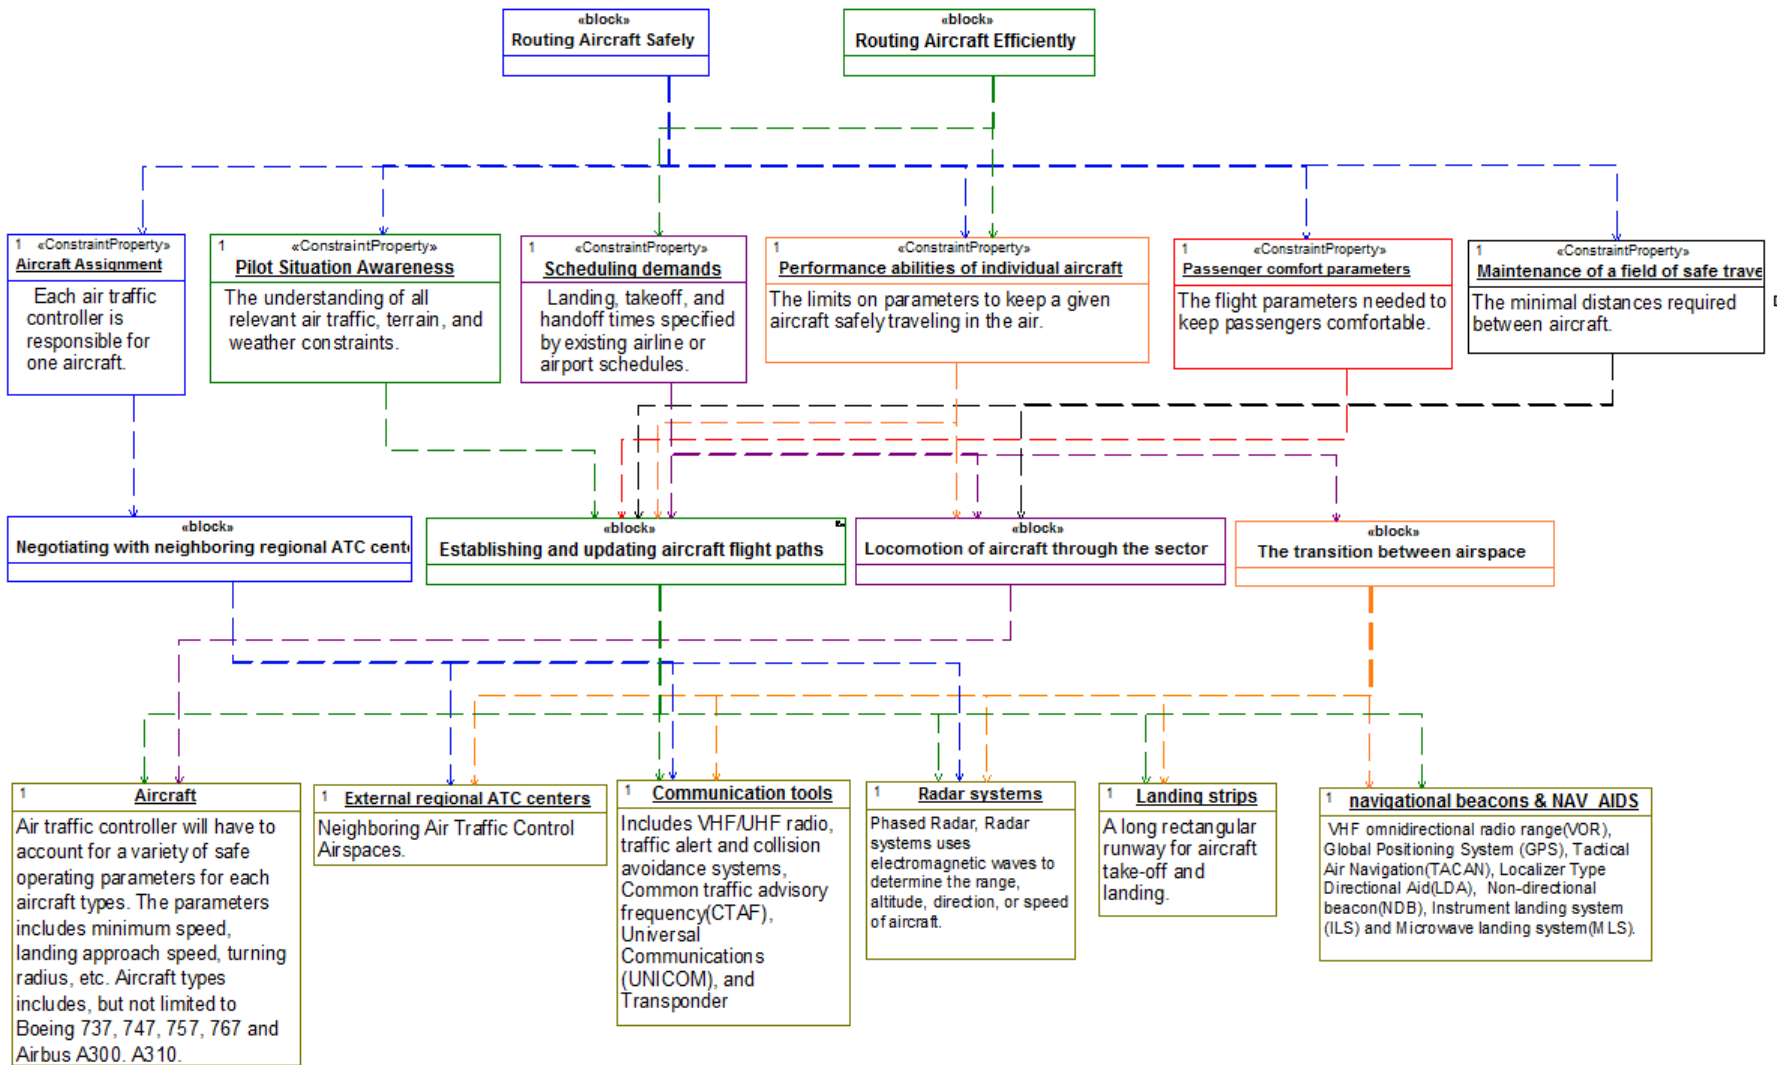 «block»
Routing Aircraft Safely
«block»
Routing Aircraft Efficiently
1 «ConstraintProperty»
Aircraft Assignment
Each air traffic
controller is
responsible for
one aircraft.
1 «ConstraintProperty»
Pilot Situation Awareness
The understanding of all
relevant air traffic, terrain, and
weather constraints.
1 «ConstraintProperty»
Scheduling demands
Landing, takeoff, and
handoff times specified
by existing airline or
airport schedules.
1 «ConstraintProperty»
Performance abilities of individual aircraft
The limits on parameters to keep a given
aircraft safely traveling in the air.
1 «ConstraintProperty»
Passenger comfort parameters
The flight parameters needed to
keep passengers comfortable.
1 «ConstraintProperty»
Maintenance of a field of safe trave
The minimal distances required
between aircraft.
«block»
Negotiating with neighboring regional ATC cente
«block»
Establishing and updating aircraft flight paths
«block»
Locomotion of aircraft through the sector
«block»
The transition between airspace
1 Aircraft
Air traffic controller will have to
account for a variety of safe
operating parameters for each
aircraft types. The parameters
includes minimum speed,
landing approach speed, turning
radius, etc. Aircraft types
includes, but not limited to
Boeing 737, 747, 757, 767 and
Airbus A300. A310.
1 External regional ATC centers
Neighboring Air Traffic Control
Airspaces.
1 Communication tools
Includes VHF/UHF radio,
traffic alert and collision
avoidance systems,
Common traffic advisory
frequency(CTAF),
Universal
Communications
(UNICOM), and
Transponder
1 Radar systems
Phased Radar, Radar
systems uses
electromagnetic waves to
determine the range,
altitude, direction, or speed
of aircraft.
1 Landing strips
A long rectangular
runway for aircraft
take-off and
landing.
1 navigational beacons & NAV AIDS
VHF omnidirectional radio range(VOR),
Global Positioning System (GPS), Tactical
Air Navigation(TACAN), Localizer Type
Directional Aid(LDA), Non-directional
beacon(NDB), Instrument landing system
(ILS) and Microwave landing system(MLS).